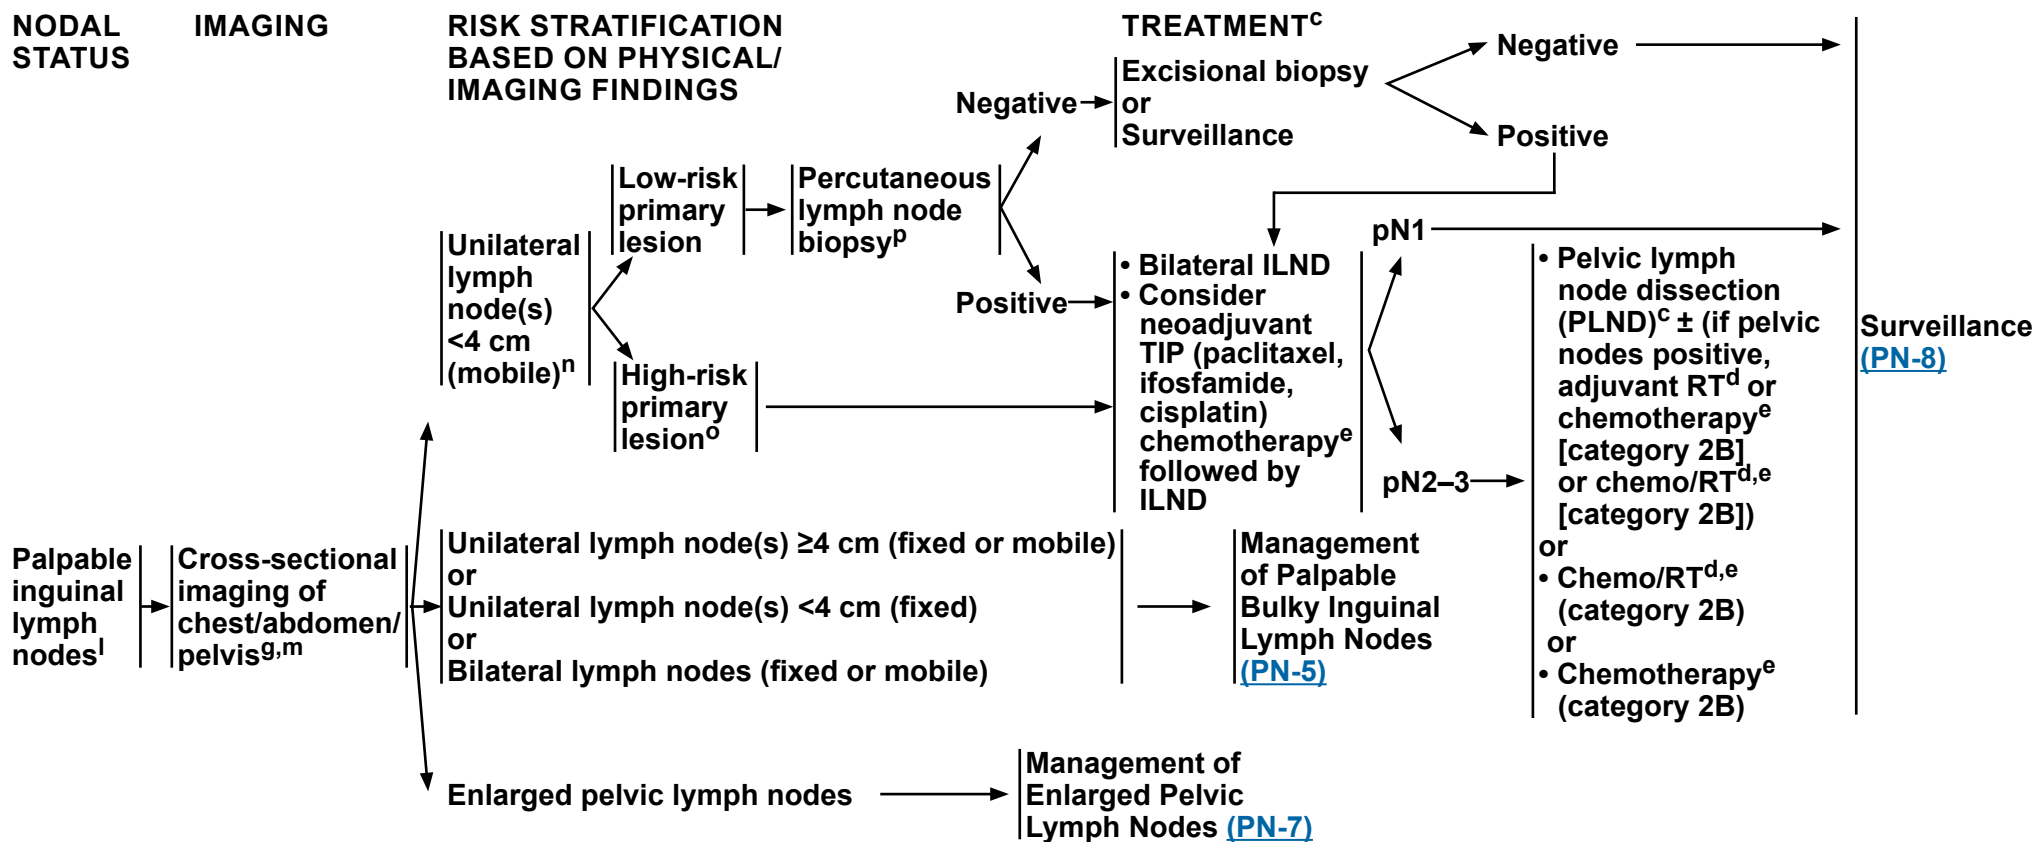 NODAL
STATUS
IMAGING
RISK STRATIFICATION
BASED ON PHYSICAL/
IMAGING FINDINGS
TREATMENTc
Palpable
inguinal
lymph
nodesl
Cross-sectional
imaging of
chest/abdomen/
pelvisg,m
Unilateral
lymph
node(s)
<4 cm
(mobile)n
Low-risk
primary
lesion
Percutaneous
lymph node
biopsyp
Negative
Excisional biopsy
or
Surveillance
Negative
Positive
Positive
High-risk
primary
lesiono
• Bilateral ILND
• Consider
neoadjuvant
TIP (paclitaxel,
ifosfamide,
cisplatin)
chemotherapye
followed by
ILND
pN1
pN2–3
• Pelvic lymph
node dissection
(PLND)c ± (if pelvic
nodes positive,
adjuvant RTd or
chemotherapye
[category 2B]
or chemo/RTd,e
[category 2B])
or
• Chemo/RTd,e
(category 2B)
or
• Chemotherapye
(category 2B)
Surveillance
(PN-8)
Unilateral lymph node(s) ≥4 cm (fixed or mobile)
or
Unilateral lymph node(s) <4 cm (fixed)
or
Bilateral lymph nodes (fixed or mobile)
Management
of Palpable
Bulky Inguinal
Lymph Nodes
(PN-5)
Enlarged pelvic lymph nodes
Management of
Enlarged Pelvic
Lymph Nodes (PN-7)